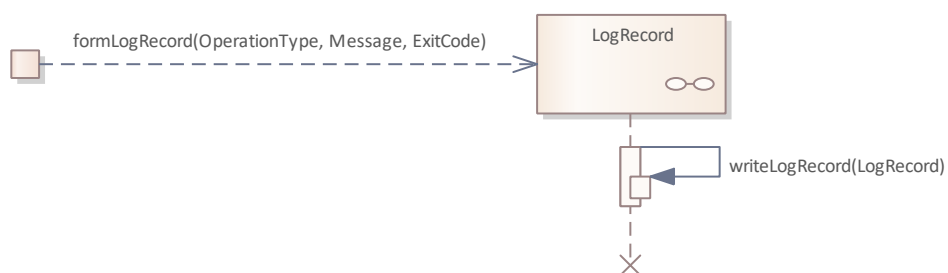 formLogRecord(OperationType, Message, ExitCode)
LogRecord
writeLogRecord(LogRecord)